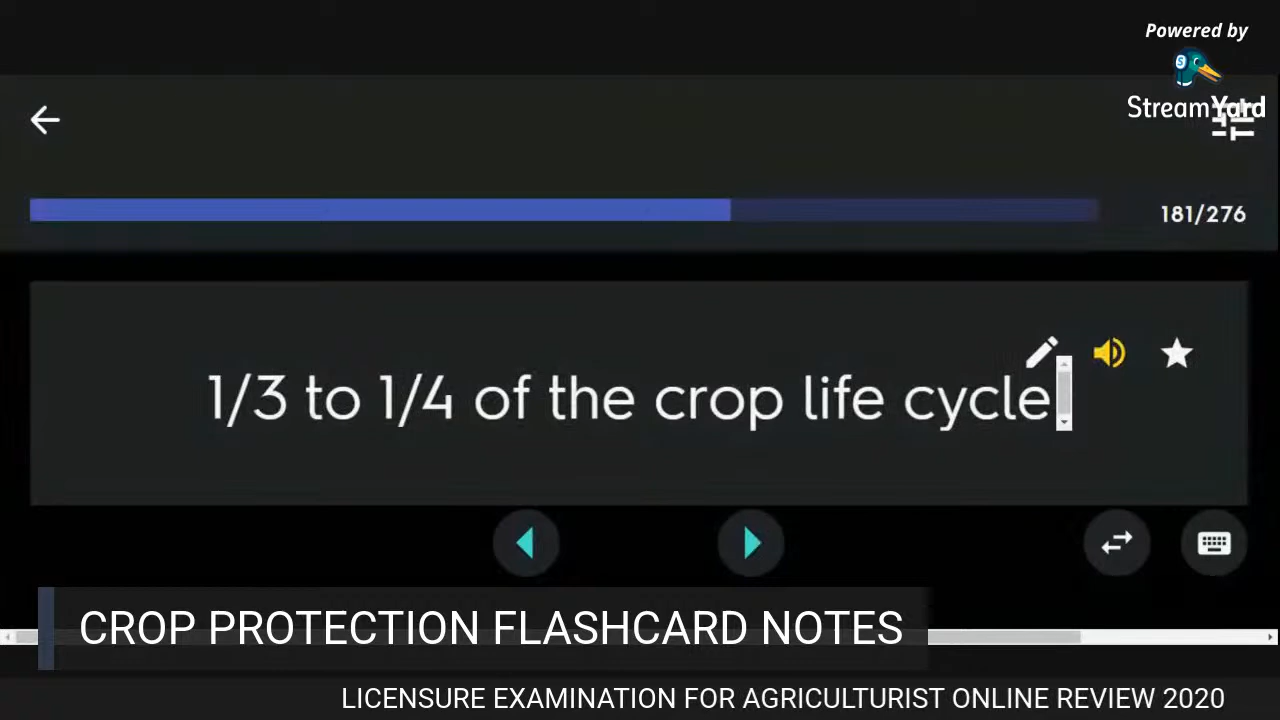 Powered by
StreamYard
181/276
1/3 to 1/4 of the crop life cycle
CROP PROTECTION FLASHCARD NOTES
LICENSURE EXAMINATION FOR AGRICULTURIST ONLINE REVIEW 2020